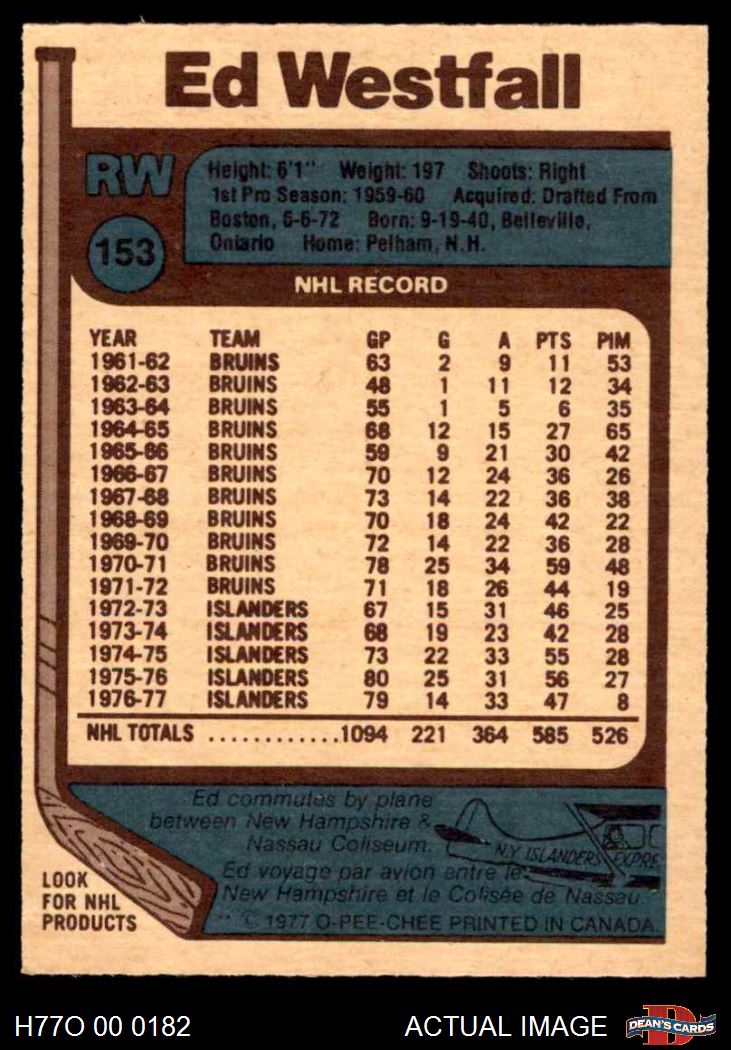 Ed Westfall
RW
153
Height: 6'1" Weight: 197 Shoots: Right
1st Pro Season: 1959-60 Acquired: Drafted From
Boston, 6-6-72 Born: 9-19-40, Belleville,
Ontario Home: Pelham, N.H.
NHL RECORD
YEAR TEAM GP G A PTS PIM
1961-62 BRUINS 63 2 9 11 53
1962-63 BRUINS 48 1 11 12 34
1963-64 BRUINS 55 1 5 6 35
1964-65 BRUINS 68 12 15 27 65
1965-66 BRUINS 59 9 21 30 42
1966-67 BRUINS 70 12 24 36 26
1967-68 BRUINS 73 14 22 36 38
1968-69 BRUINS 70 18 24 42 22
1969-70 BRUINS 72 14 22 36 28
1970-71 BRUINS 78 25 34 59 48
1971-72 BRUINS 71 18 26 44 19
1972-73 ISLANDERS 67 15 31 46 25
1973-74 ISLANDERS 68 19 23 42 28
1974-75 ISLANDERS 73 22 33 55 28
1975-76 ISLANDERS 80 25 31 56 27
1976-77 ISLANDERS 79 14 33 47 8
NHL TOTALS ............1094 221 364 585 526
Ed commutes by plane
between New Hampshire &
Nassau Coliseum.
N.Y. ISLANDERS EXPRE
Ed voyage par avion entre le
New Hampshire et le Colisée de Nassau.
© 1977 O-PEE-CHEE PRINTED IN CANADA
LOOK
FOR NHL
PRODUCTS
H77O 00 0182
ACTUAL IMAGE
D
DEAN'S CARDS